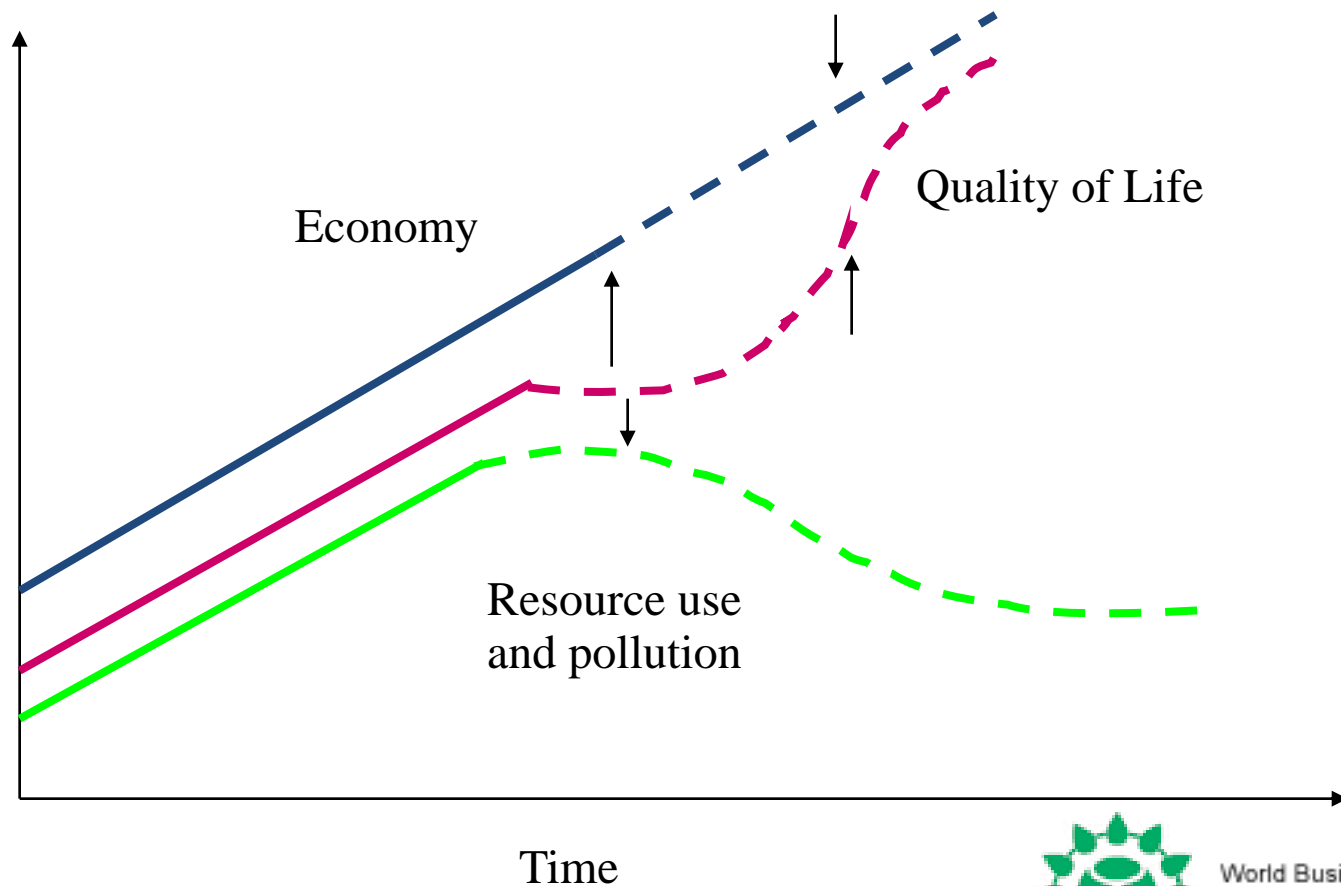 Economy
Quality of Life
Resource use
and pollution
Time
World Busi